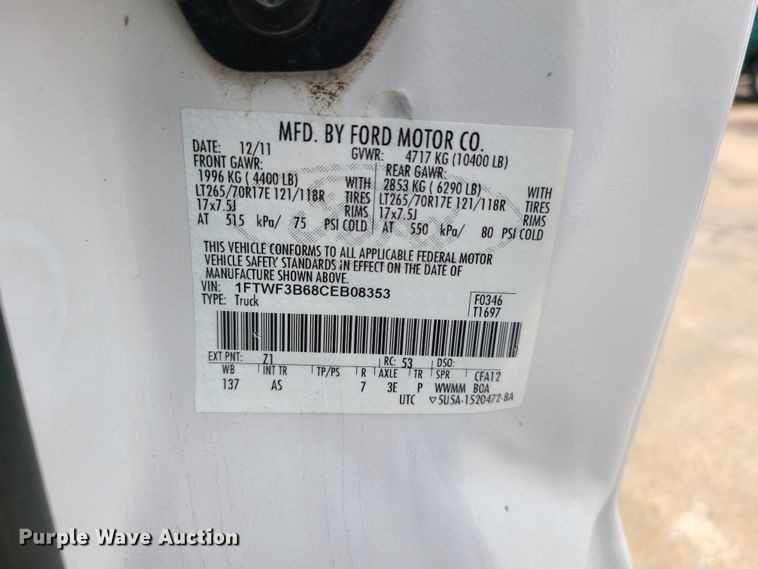 MFD. BY FORD MOTOR CO.
DATE: 12/11 GVWR: 4717 KG (10400 LB)
FRONT GAWR: REAR GAWR:
1996 KG ( 4400 LB) WITH 2853 KG ( 6290 LB) WITH
LT265/70R17E 121/118R TIRES LT265/70R17E 121/118R TIRES
17x7.5J RIMS 17x7.5J RIMS
AT 515 kPa/ 75 PSI COLD AT 550 kPa/ 80 PSI COLD
THIS VEHICLE CONFORMS TO ALL APPLICABLE FEDERAL MOTOR
VEHICLE SAFETY STANDARDS IN EFFECT ON THE DATE OF
MANUFACTURE SHOWN ABOVE.
VIN: 1FTWF3B68CEB08353 F0346
TYPE: Truck T1697
EXT PNT: Z1 RC: 53 DSO:
WB INT TR TP/PS R AXLE TR SPR CFA12
137 AS 7 3E P WWMM BOA
UTC ▽5U5A-1520472-BA
Purple Wave Auction